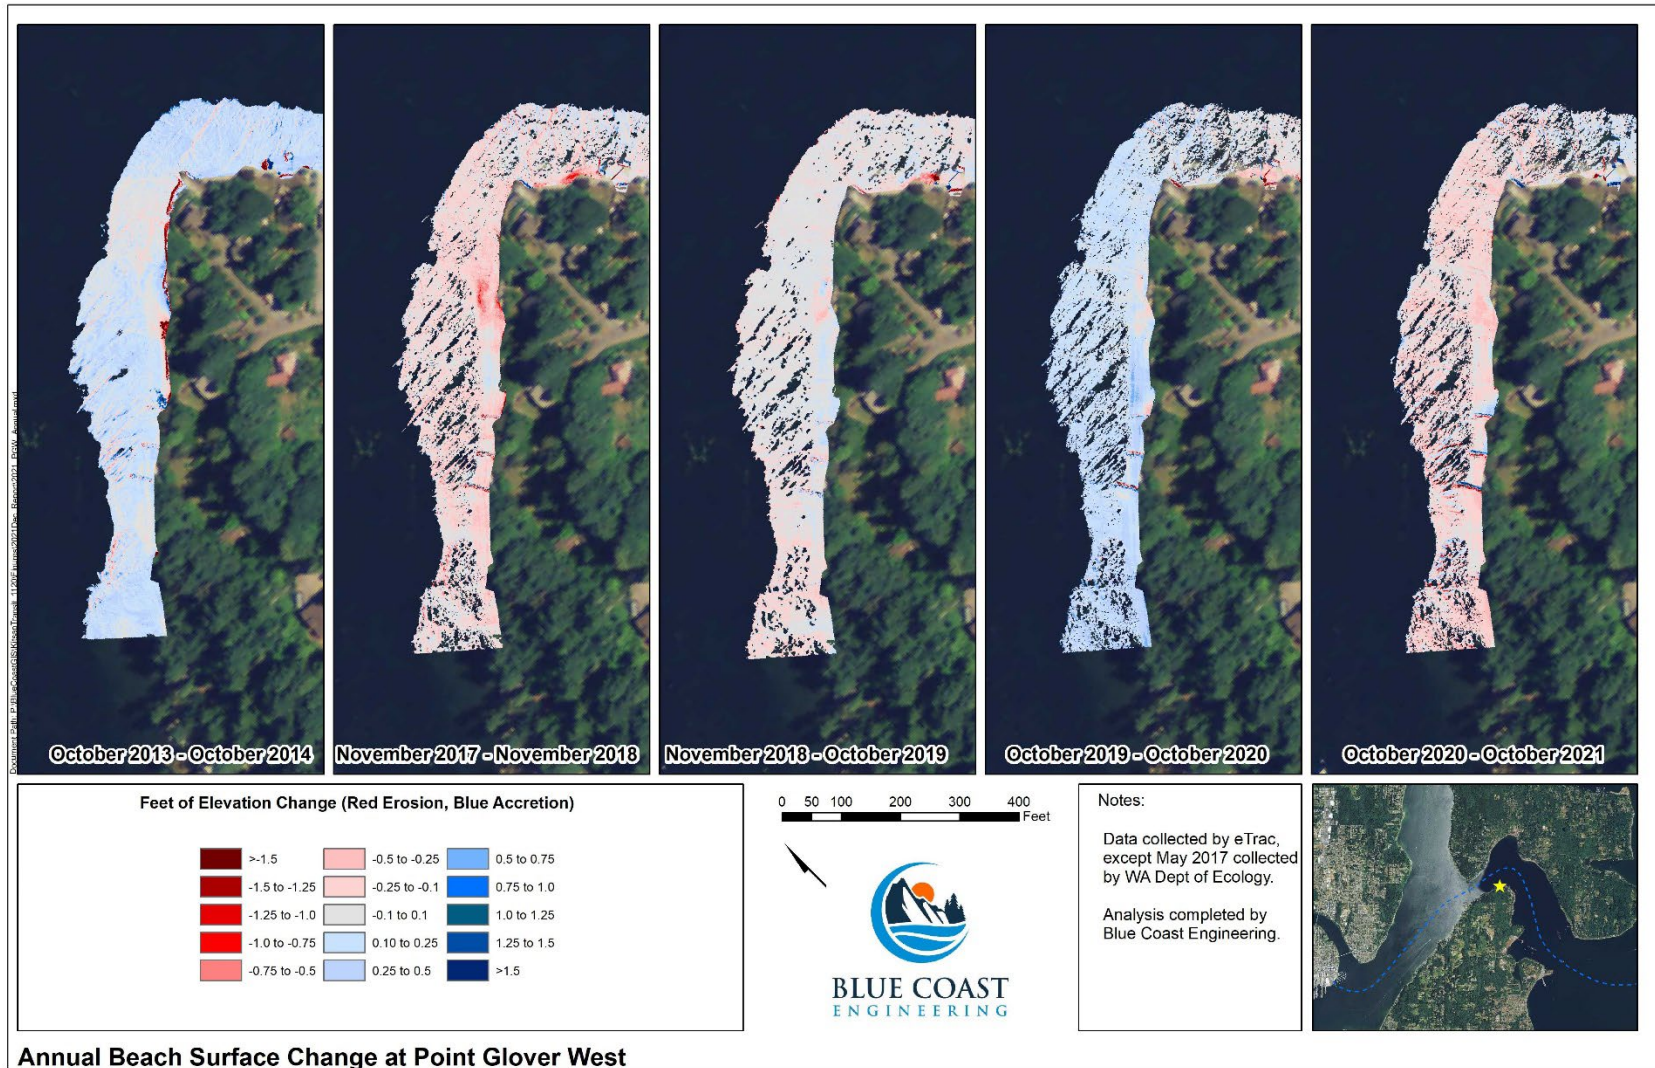 October 2013 - October 2014
November 2017 - November 2018
November 2018 - October 2019
October 2019 - October 2020
October 2020 - October 2021
Feet of Elevation Change (Red Erosion, Blue Accretion)
>-1.5
-1.5 to -1.25
-1.25 to -1.0
-1.0 to -0.75
-0.75 to -0.5
-0.5 to -0.25
-0.25 to -0.1
-0.1 to 0.1
0.10 to 0.25
0.25 to 0.5
0.5 to 0.75
0.75 to 1.0
1.0 to 1.25
1.25 to 1.5
>1.5
0 50 100 200 300 400
Feet
BLUE COAST
ENGINEERING
Notes:
Data collected by eTrac,
except May 2017 collected
by WA Dept of Ecology.
Analysis completed by
Blue Coast Engineering.
Annual Beach Surface Change at Point Glover West